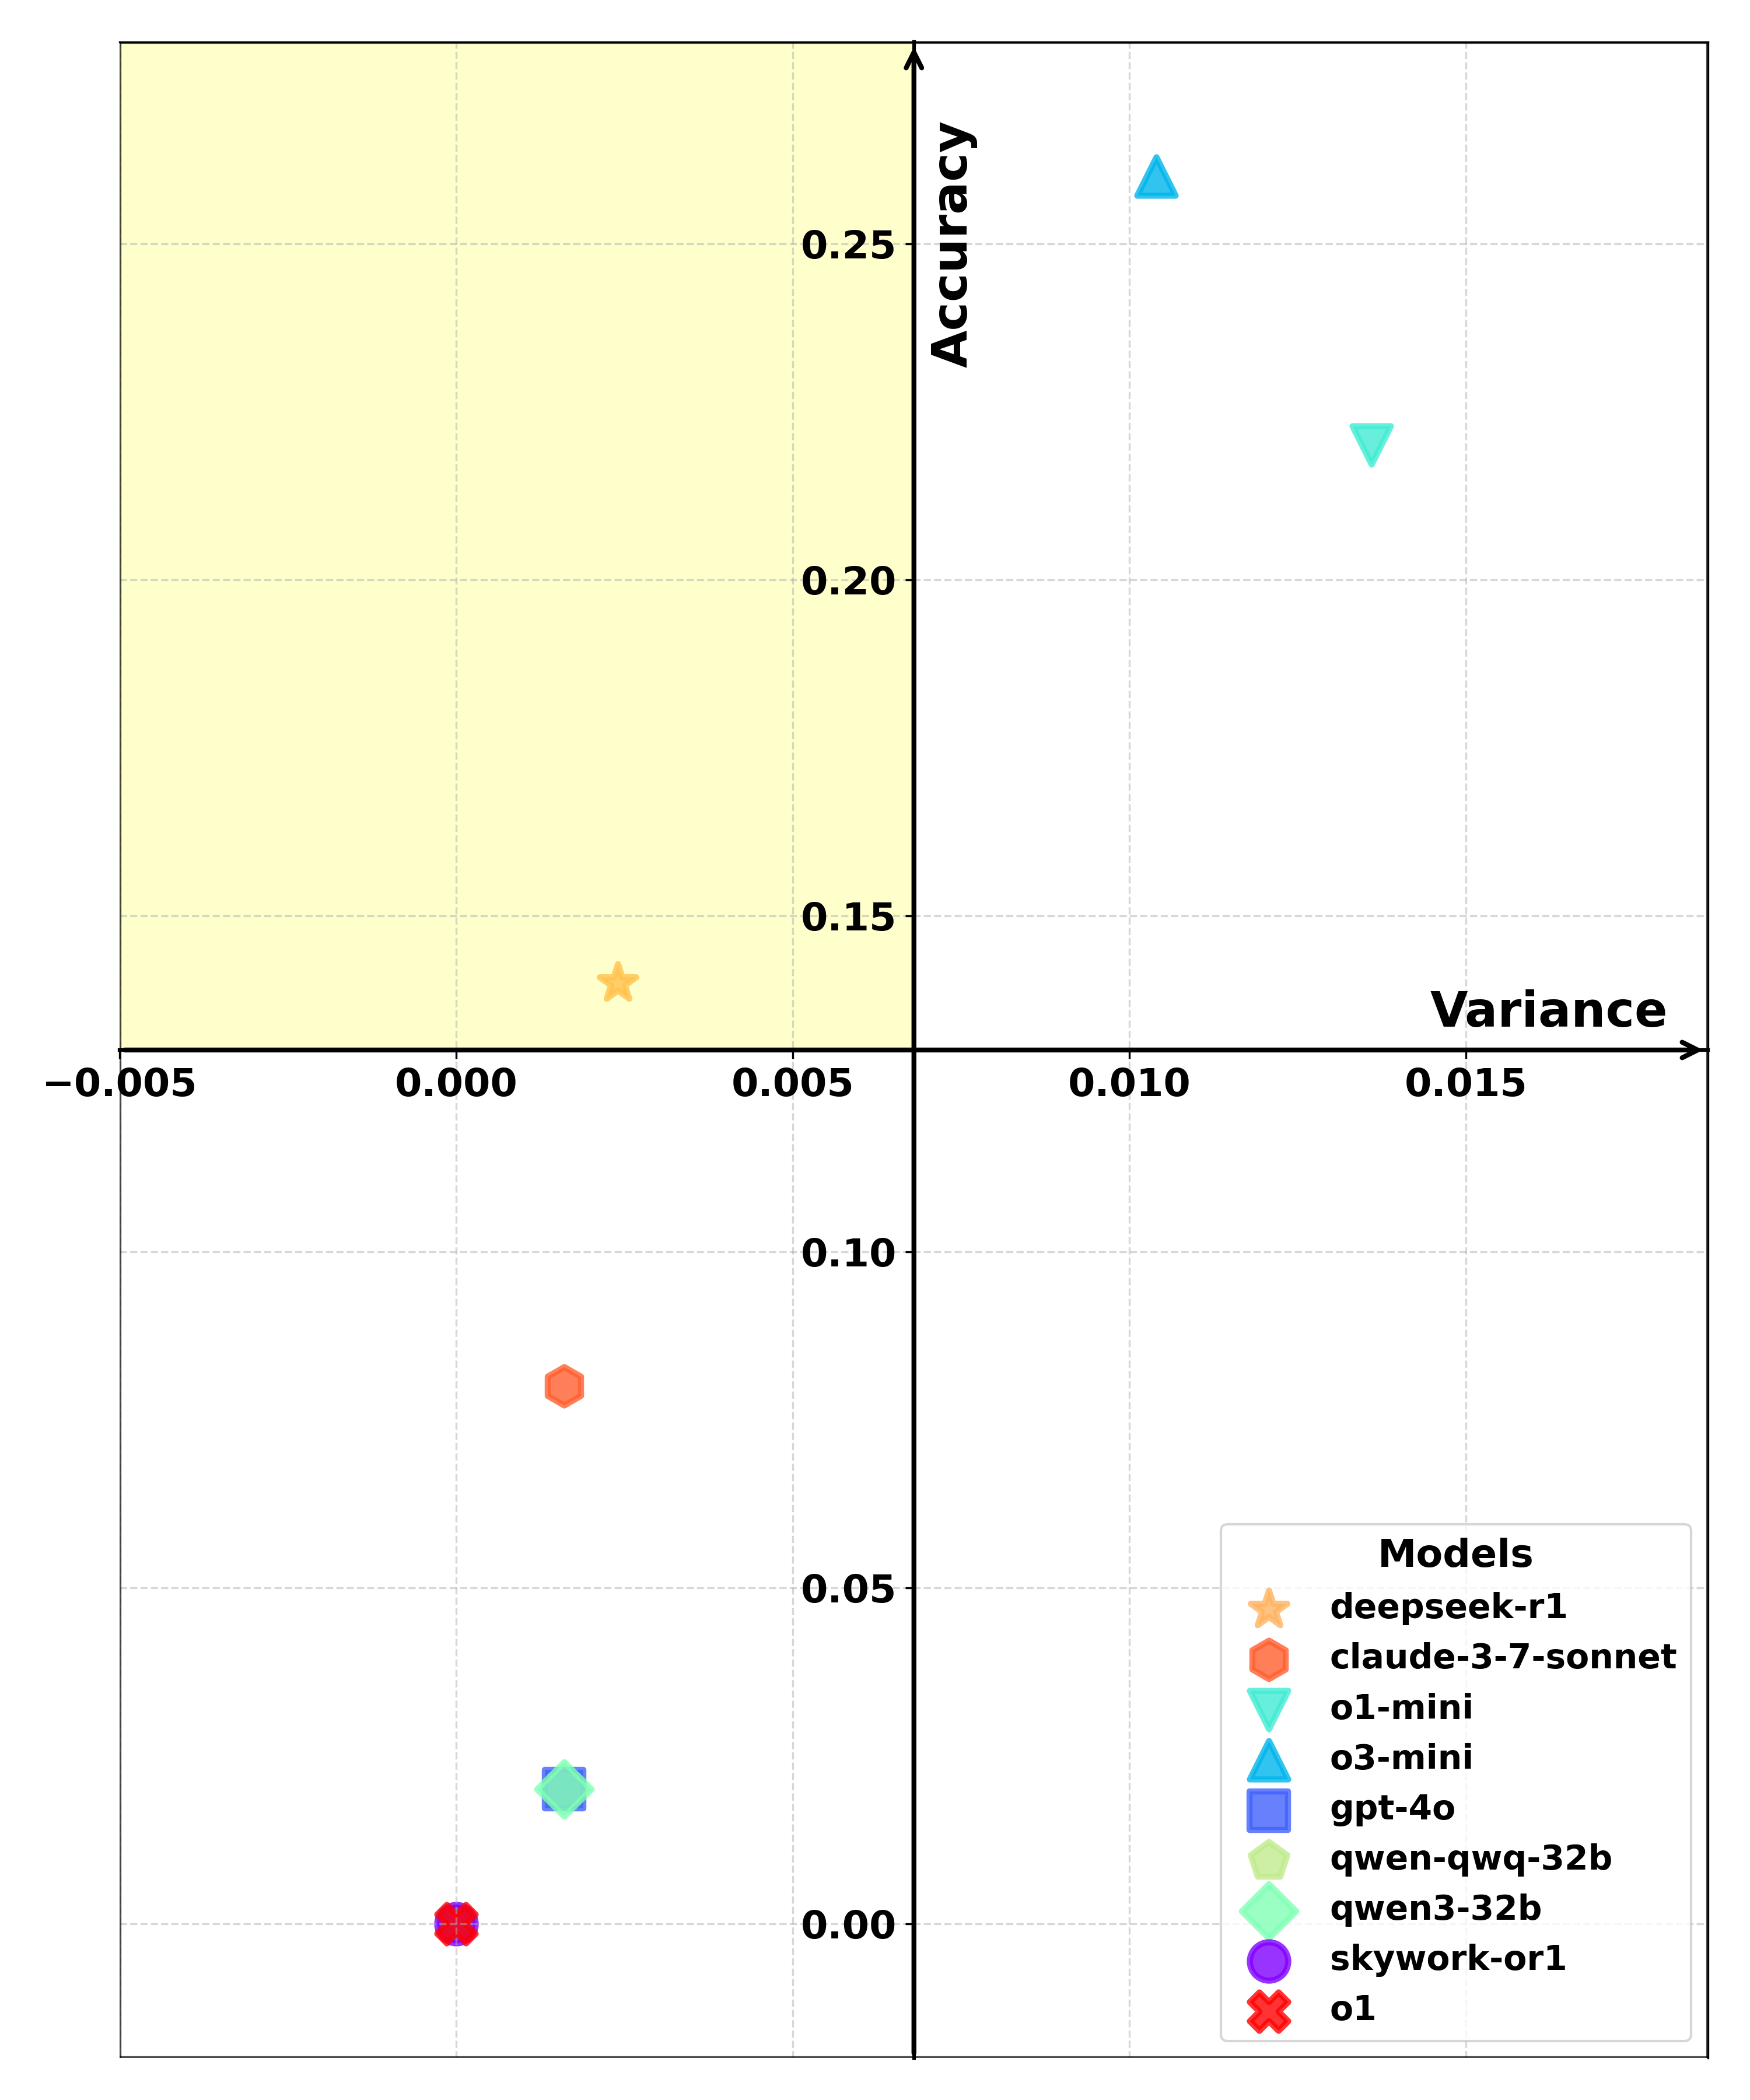 Accuracy
0.25
0.20
0.15
Variance
−0.005 0.000 0.005 0.010 0.015
0.10
0.05
0.00
Models
deepseek-r1
claude-3-7-sonnet
o1-mini
o3-mini
gpt-4o
qwen-qwq-32b
qwen3-32b
skywork-or1
o1